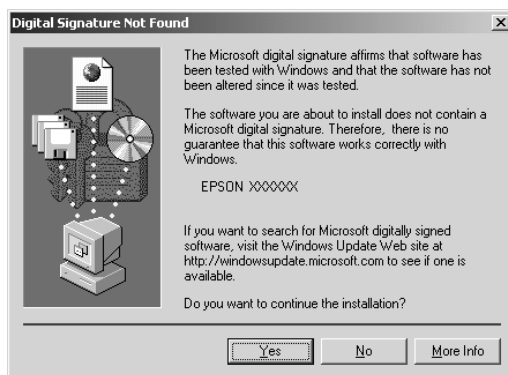 Digital Signature Not Found
The Microsoft digital signature affirms that software has
been tested with Windows and that the software has not
been altered since it was tested.
The software you are about to install does not contain a
Microsoft digital signature. Therefore, there is no
guarantee that this software works correctly with
Windows.
EPSON XXXXXX
If you want to search for Microsoft digitally signed
software, visit the Windows Update Web site at
http://windowsupdate.microsoft.com to see if one is
available.
Do you want to continue the installation?
Yes No More Info